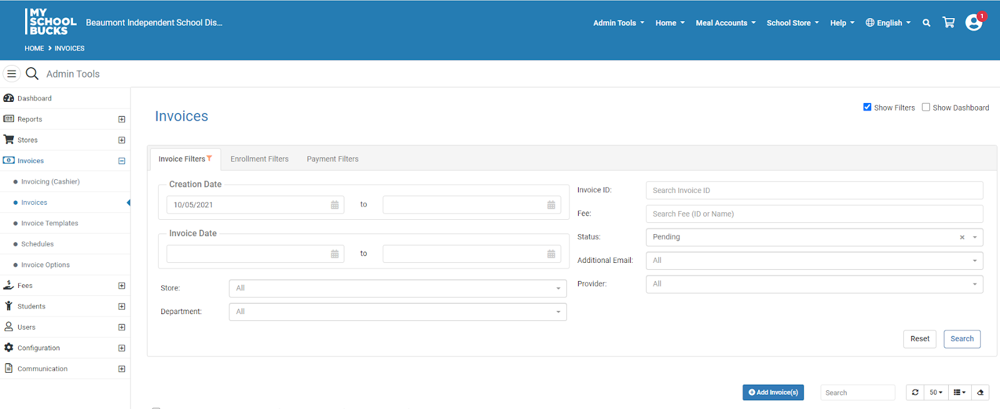 MY
SCHOOL
BUCKS
Beaumont Independent School Dis...
Admin Tools
Home
Meal Accounts
School Store
Help
English
1
HOME > INVOICES
Admin Tools
Dashboard
Reports
Stores
Invoices
Invoicing (Cashier)
Invoices
Invoice Templates
Schedules
Invoice Options
Fees
Students
Users
Configuration
Communication
Invoices
Show Filters
Show Dashboard
Invoice Filters
Enrollment Filters
Payment Filters
Creation Date
10/05/2021 to
Invoice Date
to
Store: All
Department: All
Invoice ID: Search Invoice ID
Fee: Search Fee (ID or Name)
Status: Pending
Additional Email: All
Provider: All
Reset
Search
Add Invoice(s)
Search
50